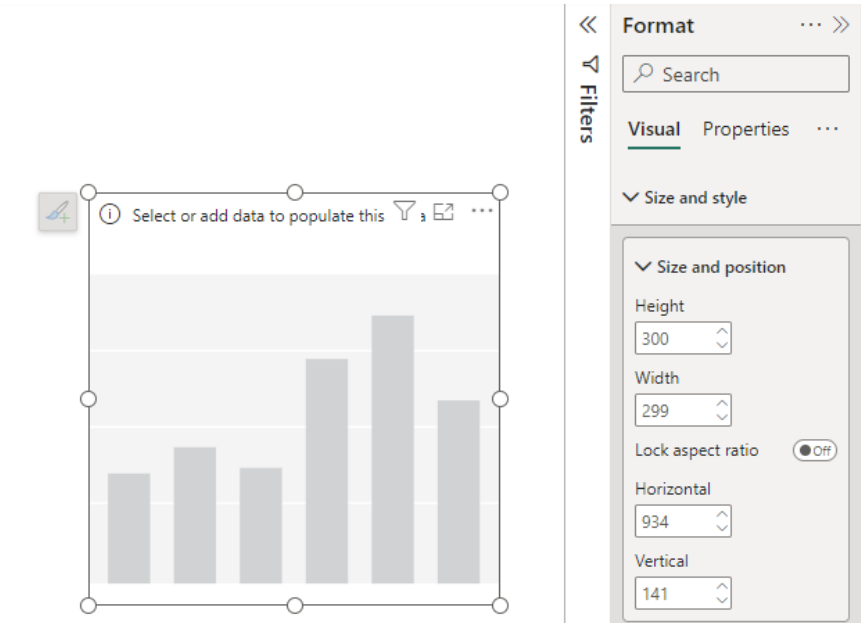 Format
Search
Filters
Visual Properties
Size and style
Select or add data to populate this
Size and position
Height
300
Width
299
Lock aspect ratio Off
Horizontal
934
Vertical
141